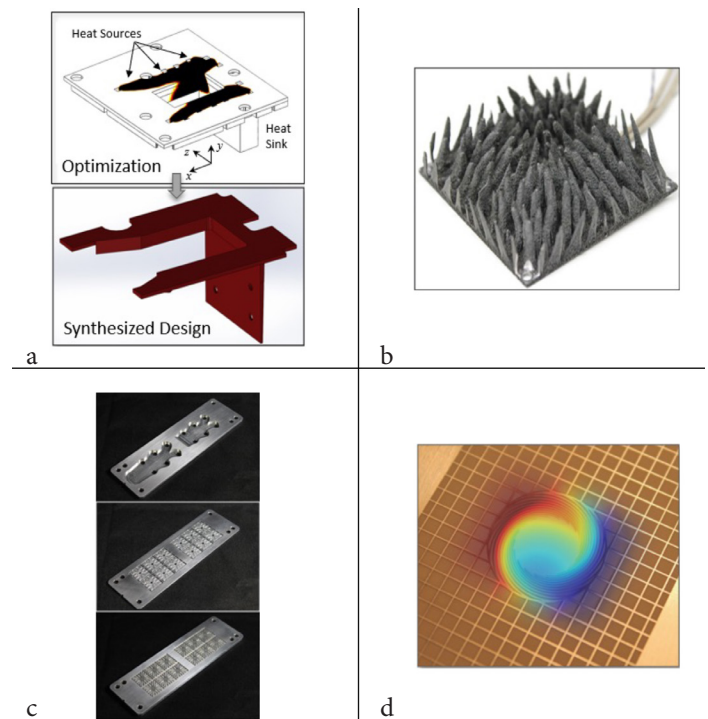 Heat Sources
Heat
Sink
y
z
x
Optimization
Synthesized Design
a
b
c
d